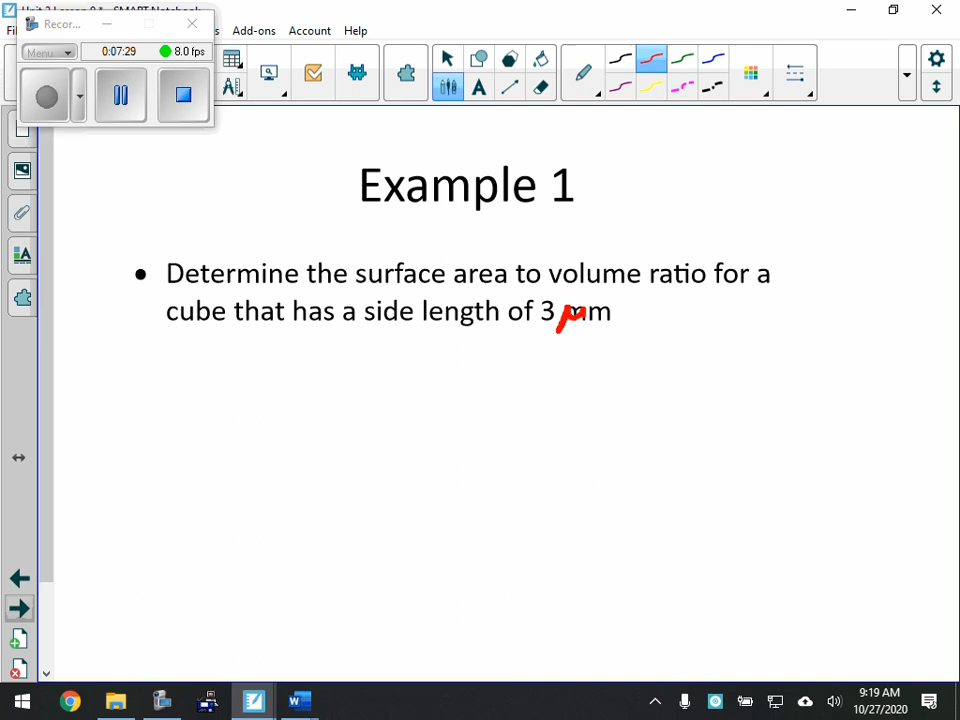 Recor...
Menu
0:07:29
8.0 fps
Add-ons Account Help
Example 1
• Determine the surface area to volume ratio for a
cube that has a side length of 3 μm
9:19 AM
10/27/2020